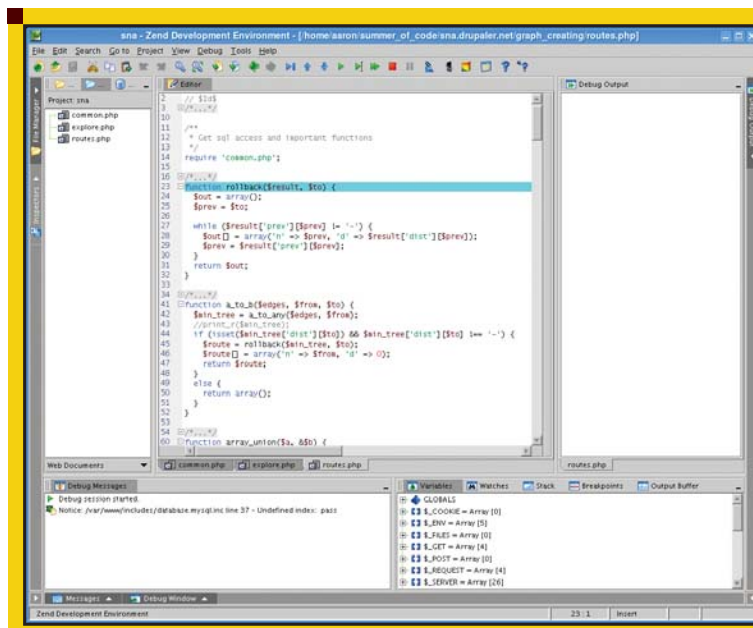 sna - Zend Development Environment - [/home/aaron/summer_of_code/sna.drupaler.net/graph_creating/routes.php]
File Edit Search Go to Project View Debug Tools Help
Project: sna
common.php
explore.php
routes.php
File Manager
Inspectors
Web Documents
Editor
2 // $Id$
3 /*...*/
10
11 /**
12 * Get sql access and important functions
13 */
14 require 'common.php';
15
16 /*...*/
23 function rollback($result, $to) {
24 $out = array();
25 $prev = $to;
26
27 while ($result['prev'][$prev] != '-') {
28 $out[] = array('n' => $prev, 'd' => $result['dist'][$prev]);
29 $prev = $result['prev'][$prev];
30 }
31 return $out;
32 }
33
34 /*...*/
41 function a_to_b($edges, $from, $to) {
42 $min_tree = a_to_any($edges, $from);
43 //print_r($min_tree);
44 if (isset($min_tree['dist'][$to]) && $min_tree['dist'][$to] !== '-') {
45 $route = rollback($min_tree, $to);
46 $route[] = array('n' => $from, 'd' => 0);
47 return $route;
48 }
49 else {
50 return array();
51 }
52 }
53
54 /*...*/
60 function array_union($a, &$b) {
common.php explore.php routes.php
Debug Output
routes.php
Debug Messages
Debug session started.
Notice: /var/www/includes/database.mysql.inc line 37 - Undefined index: pass
Variables Watches Stack Breakpoints Output Buffer
GLOBALS
$_COOKIE = Array [0]
$_ENV = Array [5]
$_FILES = Array [0]
$_GET = Array [4]
$_POST = Array [0]
$_REQUEST = Array [4]
$_SERVER = Array [26]
Messages Debug Window
Zend Development Environment 23 : 1 Insert